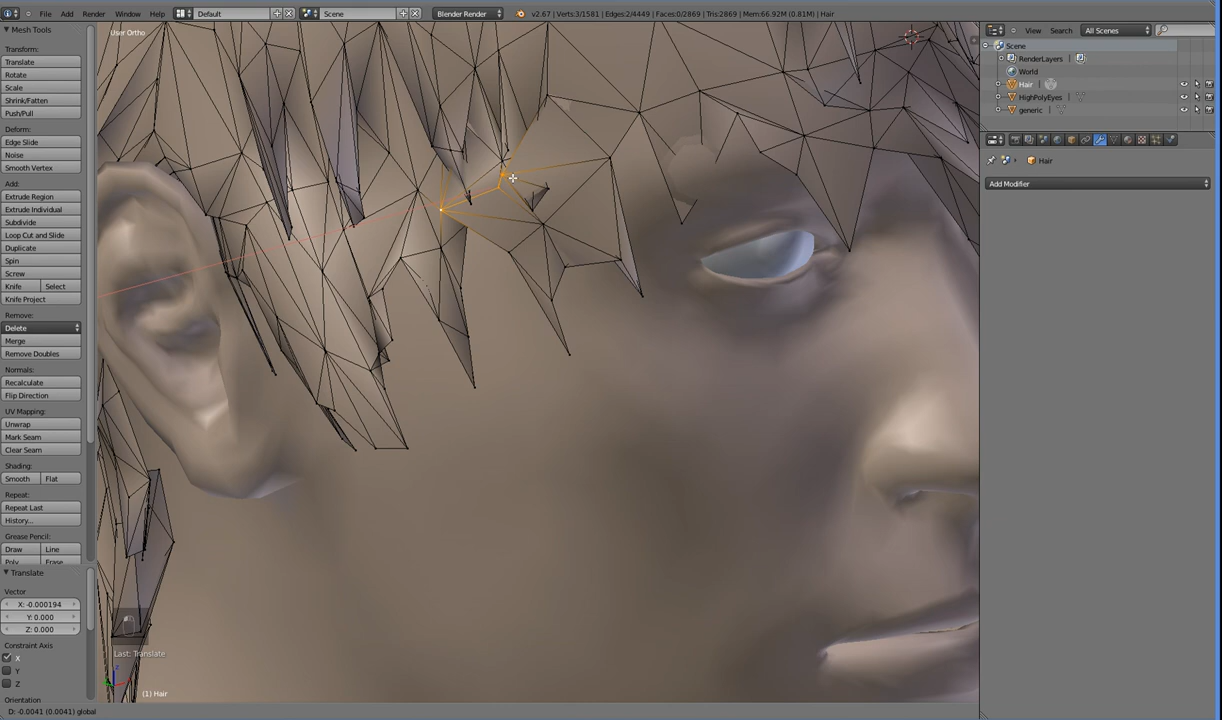 File Render Window Help Default Scene Blender Render v2.67 | Verts:3/1581 | Edges:2/4449 | Faces:0/2869 | Tris:2869 | Mem:66.92M (0.81M) | Hair
Mesh Tools
Transform:
Translate
Rotate
Scale
Shrink/Fatten
Push/Pull
Deform:
Edge Slide
Noise
Smooth Vertex
Add:
Extrude Region
Extrude Individual
Subdivide
Loop Cut and Slide
Duplicate
Spin
Screw
Knife Select
Knife Project
Remove:
Delete
Merge
Remove Doubles
Normals:
Recalculate
Flip Direction
UV Mapping:
Unwrap
Mark Seam
Clear Seam
Shading:
Smooth Flat
Repeat:
Repeat Last
History...
Grease Pencil:
Draw Line
Poly Erase
Translate
Vector
X: -0.000194
Y: 0.000
Z: 0.000
Constraint Axis
X
Y
Z
Orientation
User Ortho
Last: Translate
z
(1) Hair
D: -0.0041 (0.0041) global
View Search All Scenes
Scene
RenderLayers
World
Hair
HighPolyEyes
generic
Hair
Add Modifier